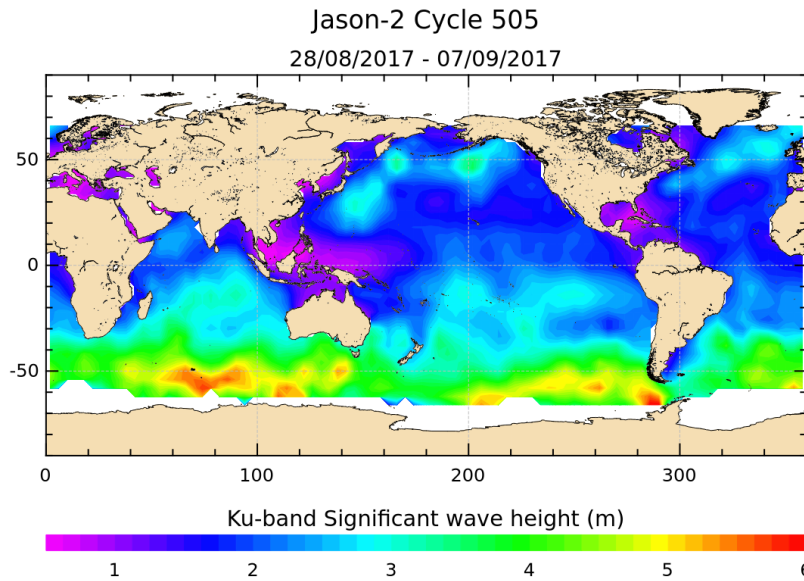 Jason-2 Cycle 505
28/08/2017 - 07/09/2017
50
0
-50
0 100 200 300
Ku-band Significant wave height (m)
1 2 3 4 5 6